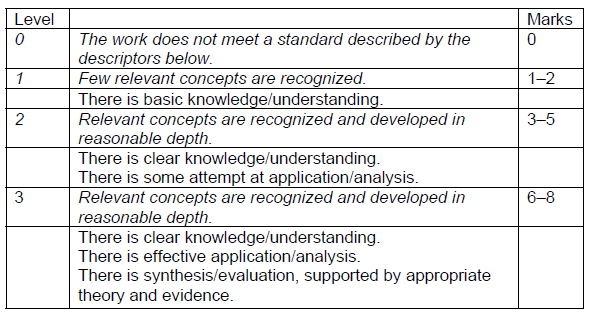 Level Marks
0 The work does not meet a standard described by the 0
descriptors below.
1 Few relevant concepts are recognized. 1–2
There is basic knowledge/understanding.
2 Relevant concepts are recognized and developed in 3–5
reasonable depth.
There is clear knowledge/understanding.
There is some attempt at application/analysis.
3 Relevant concepts are recognized and developed in 6–8
reasonable depth.
There is clear knowledge/understanding.
There is effective application/analysis.
There is synthesis/evaluation, supported by appropriate
theory and evidence.